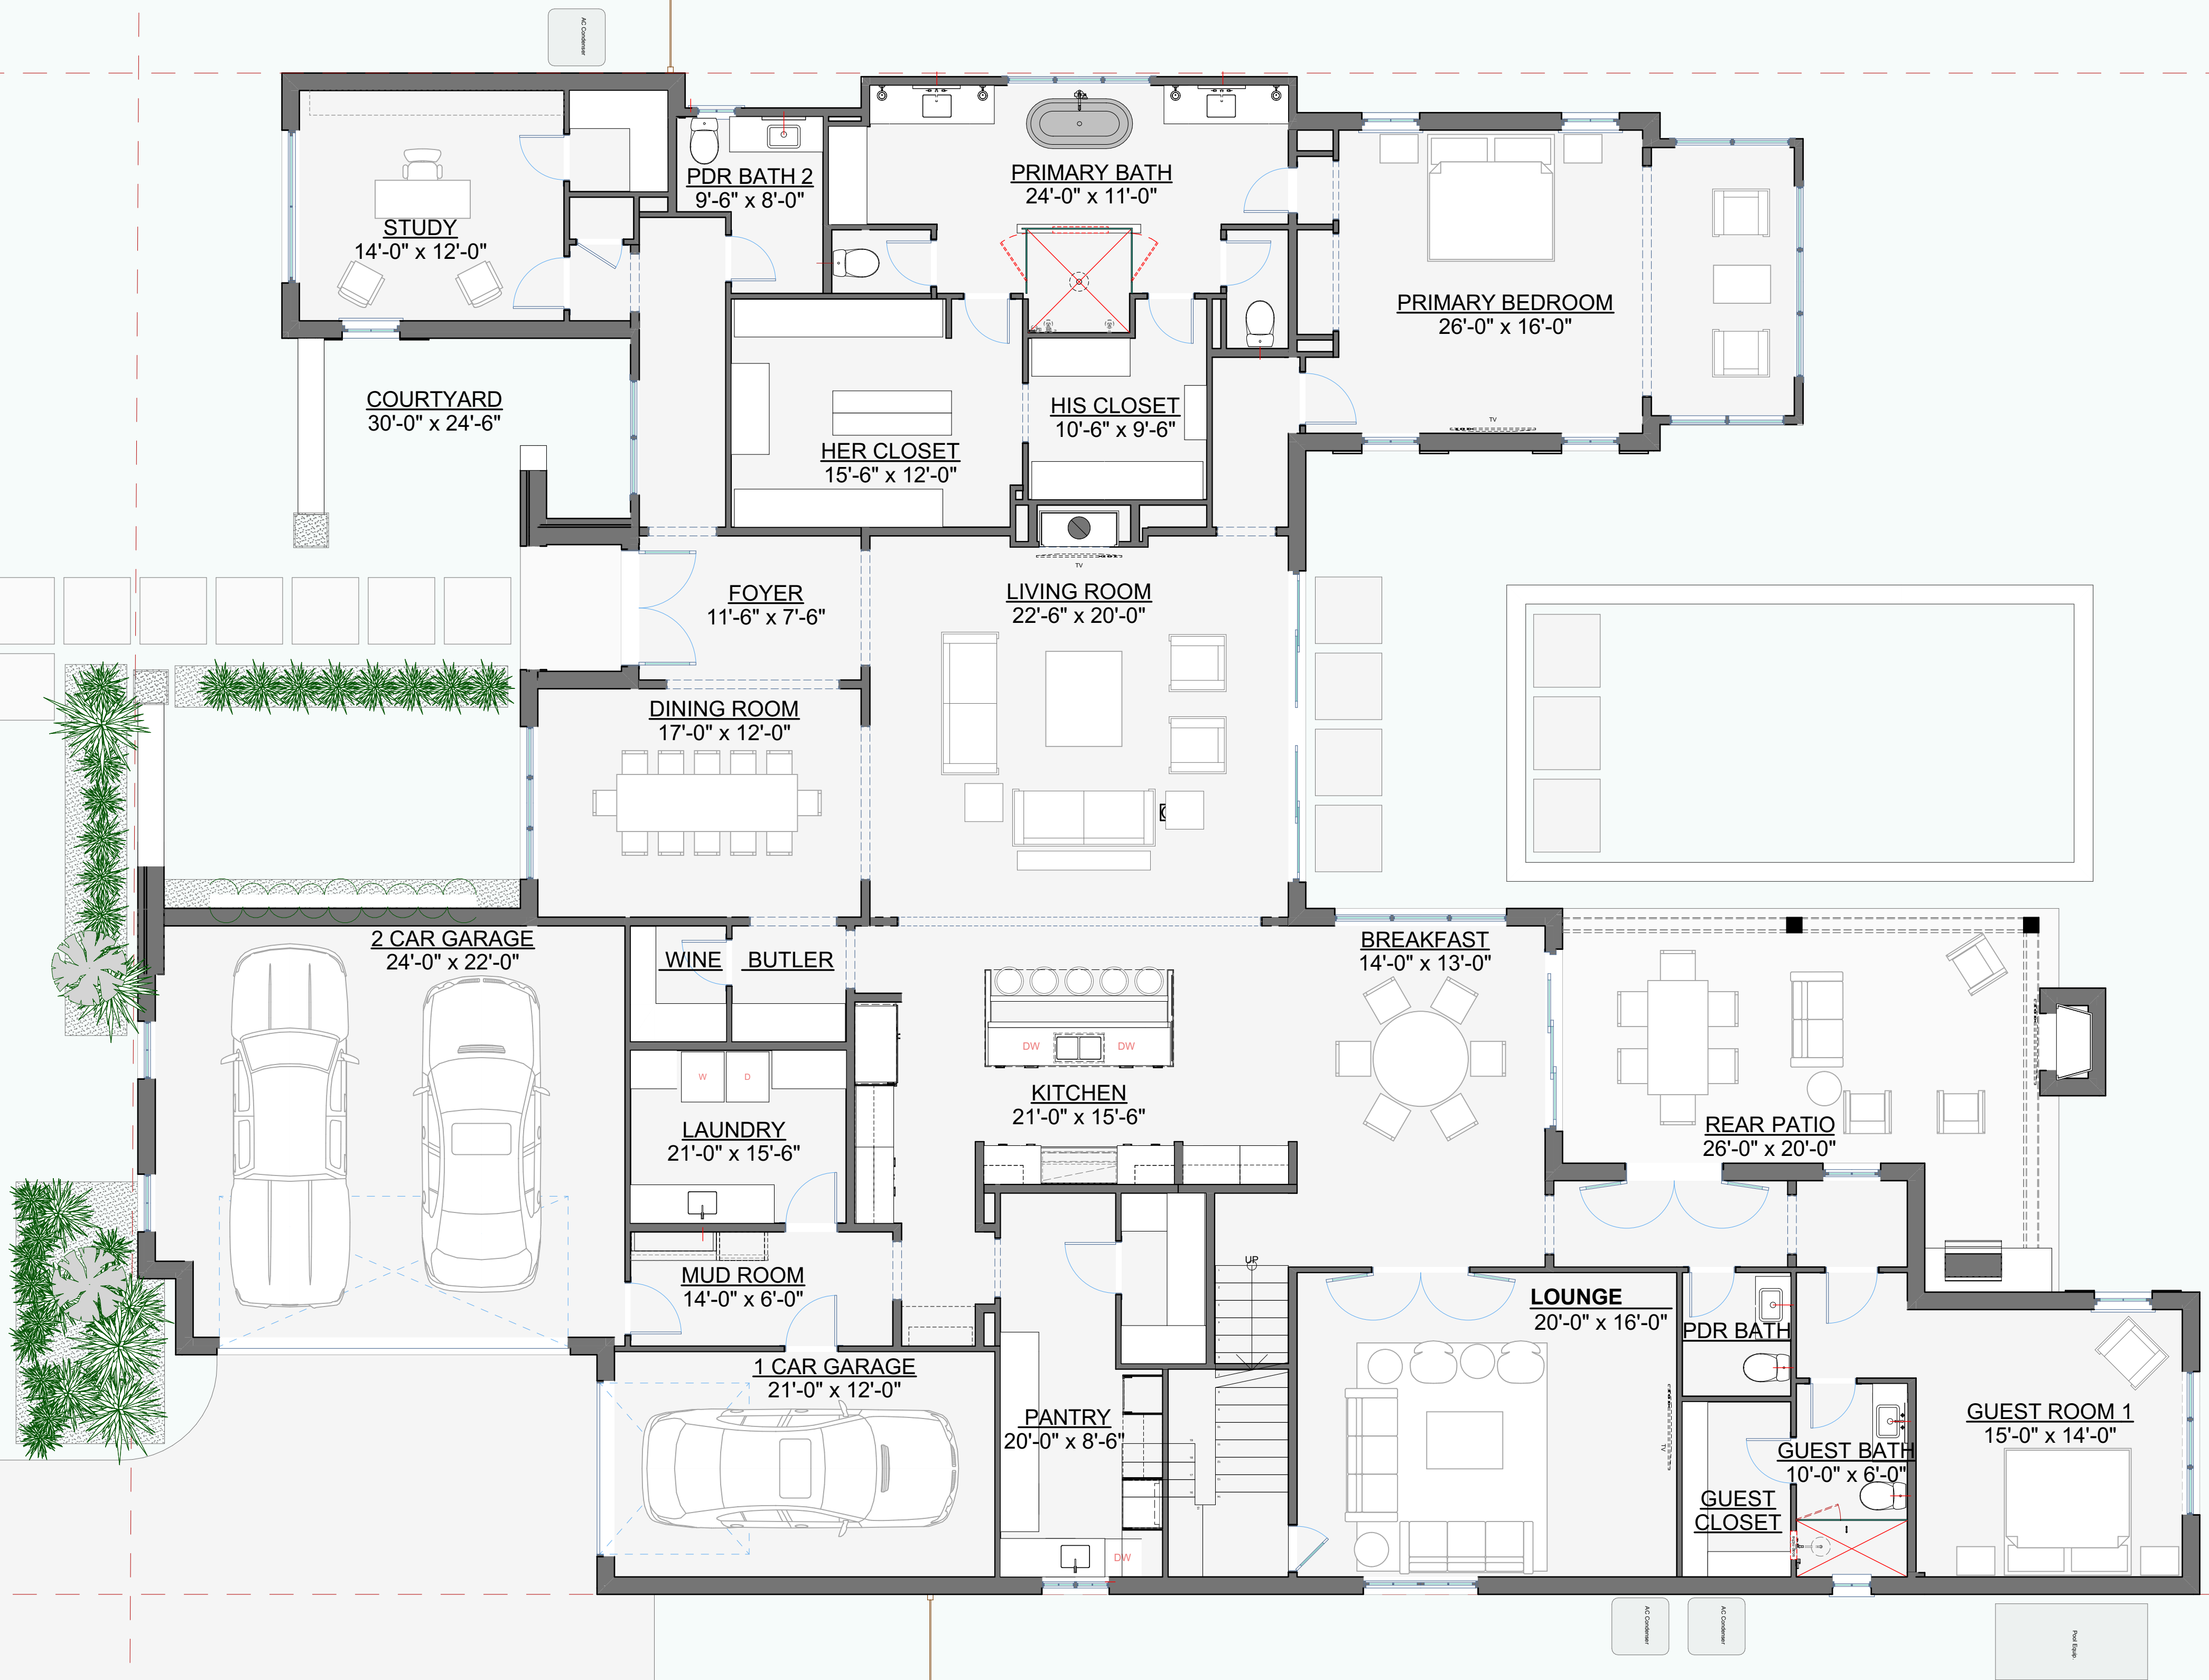 AC Condenser
PDR BATH 2
9'-6" x 8'-0"
PRIMARY BATH
24'-0" x 11'-0"
STUDY
14'-0" x 12'-0
PRIMARY BEDROOM
26'-0" x 16'-0"
COURTYARD
30'-0" x 24'-6"
HIS CLOSET
10'-6" x 9'-6"
TV
HER CLOSET
15'-6" x 12'-0"
TV
FOYER
11'-6" x 7'-6"
LIVING ROOM
22'-6" x 20'-0"
DINING ROOM
17'-0" x 12'-0"
2 CAR GARAGE
24'-0" x 22'-0"
WINE
BUTLER
BREAKFAST
14'-0" x 13'-0"
DW
DW
W
D
KITCHEN
21'-0" x 15'-6"
LAUNDRY
21'-0" x 15'-6"
REAR PATIO
26'-0" x 20'-0"
UP
MUD ROOM
14'-0" x 6'-0"
LOUNGE
20'-0" x 16'-0"
PDR BATH
1 CAR GARAGE
21'-0" x 12'-0"
PANTRY
20'-0" x 8'-6"
TV
GUEST ROOM 1
15'-0" x 14'-0"
GUEST BATH
10'-0" x 6'-0"
GUEST
CLOSET
DW
AC Condenser
AC Condenser
Pool Equip.